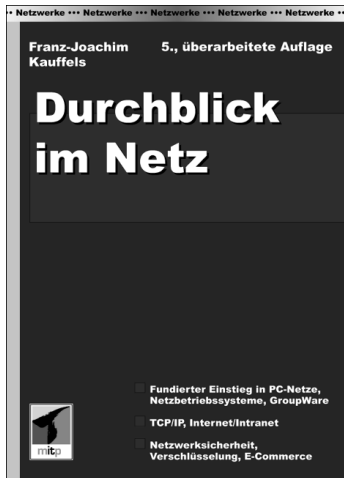 ·· Netzwerke ··· Netzwerke ··· Netzwerke ··· Netzwerke ··· Netzwerke ··
Franz-Joachim Kauffels
5., überarbeitete Auflage
Durchblick
im Netz
Fundierter Einstieg in PC-Netze,
Netzbetriebssysteme, GroupWare
TCP/IP, Internet/Intranet
Netzwerksicherheit,
Verschlüsselung, E-Commerce
mitp